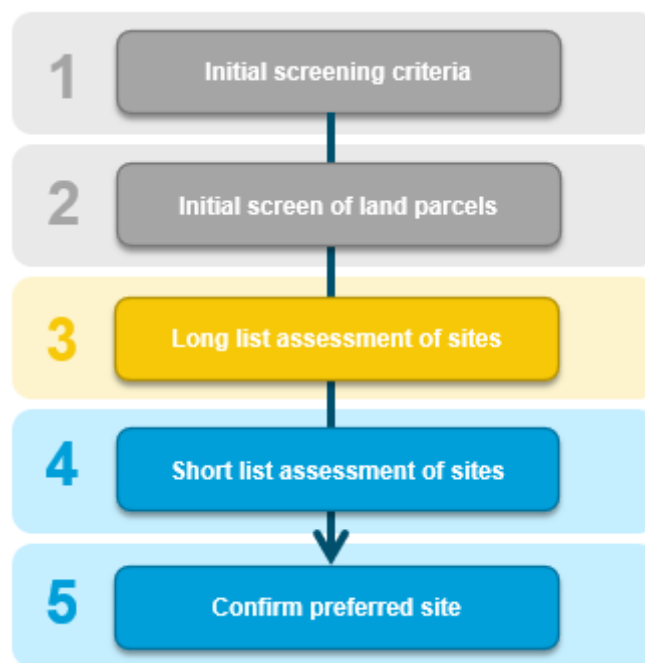 1
Initial screening criteria
2
Initial screen of land parcels
3
Long list assessment of sites
4
Short list assessment of sites
5
Confirm preferred site